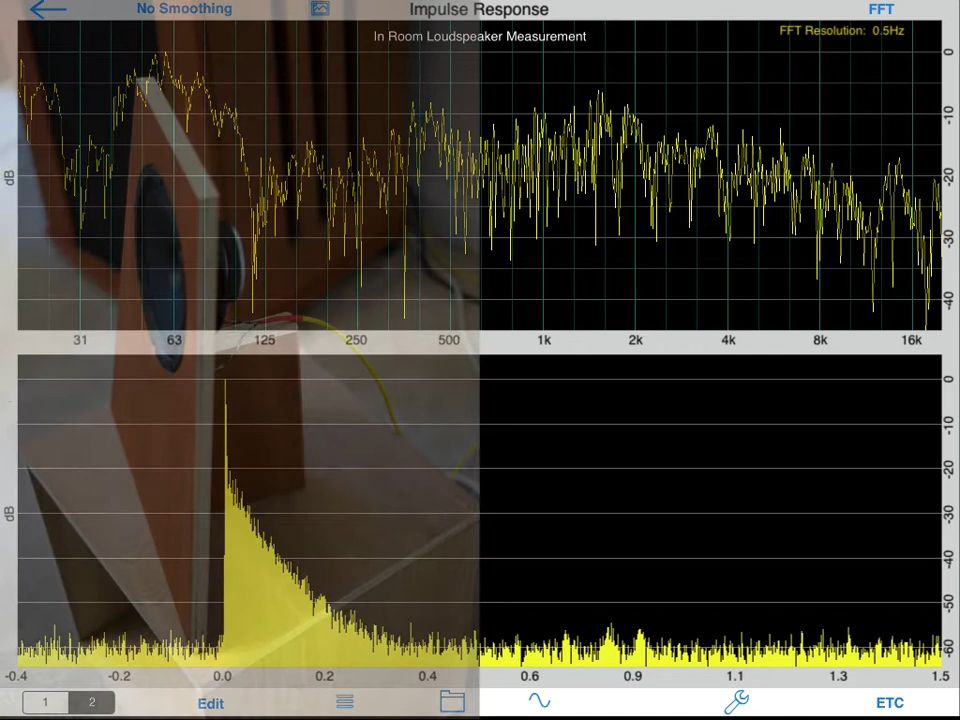 No Smoothing Impulse Response FFT
In Room Loudspeaker Measurement FFT Resolution: 0.5Hz
0
-10
dB
-20
-30
-40
31 63 125 250 500 1k 2k 4k 8k 16k
0
-10
-20
dB
-30
-40
-50
-60
-0.4 -0.2 0.0 0.2 0.4 0.6 0.9 1.1 1.3 1.5
1 2 Edit ETC